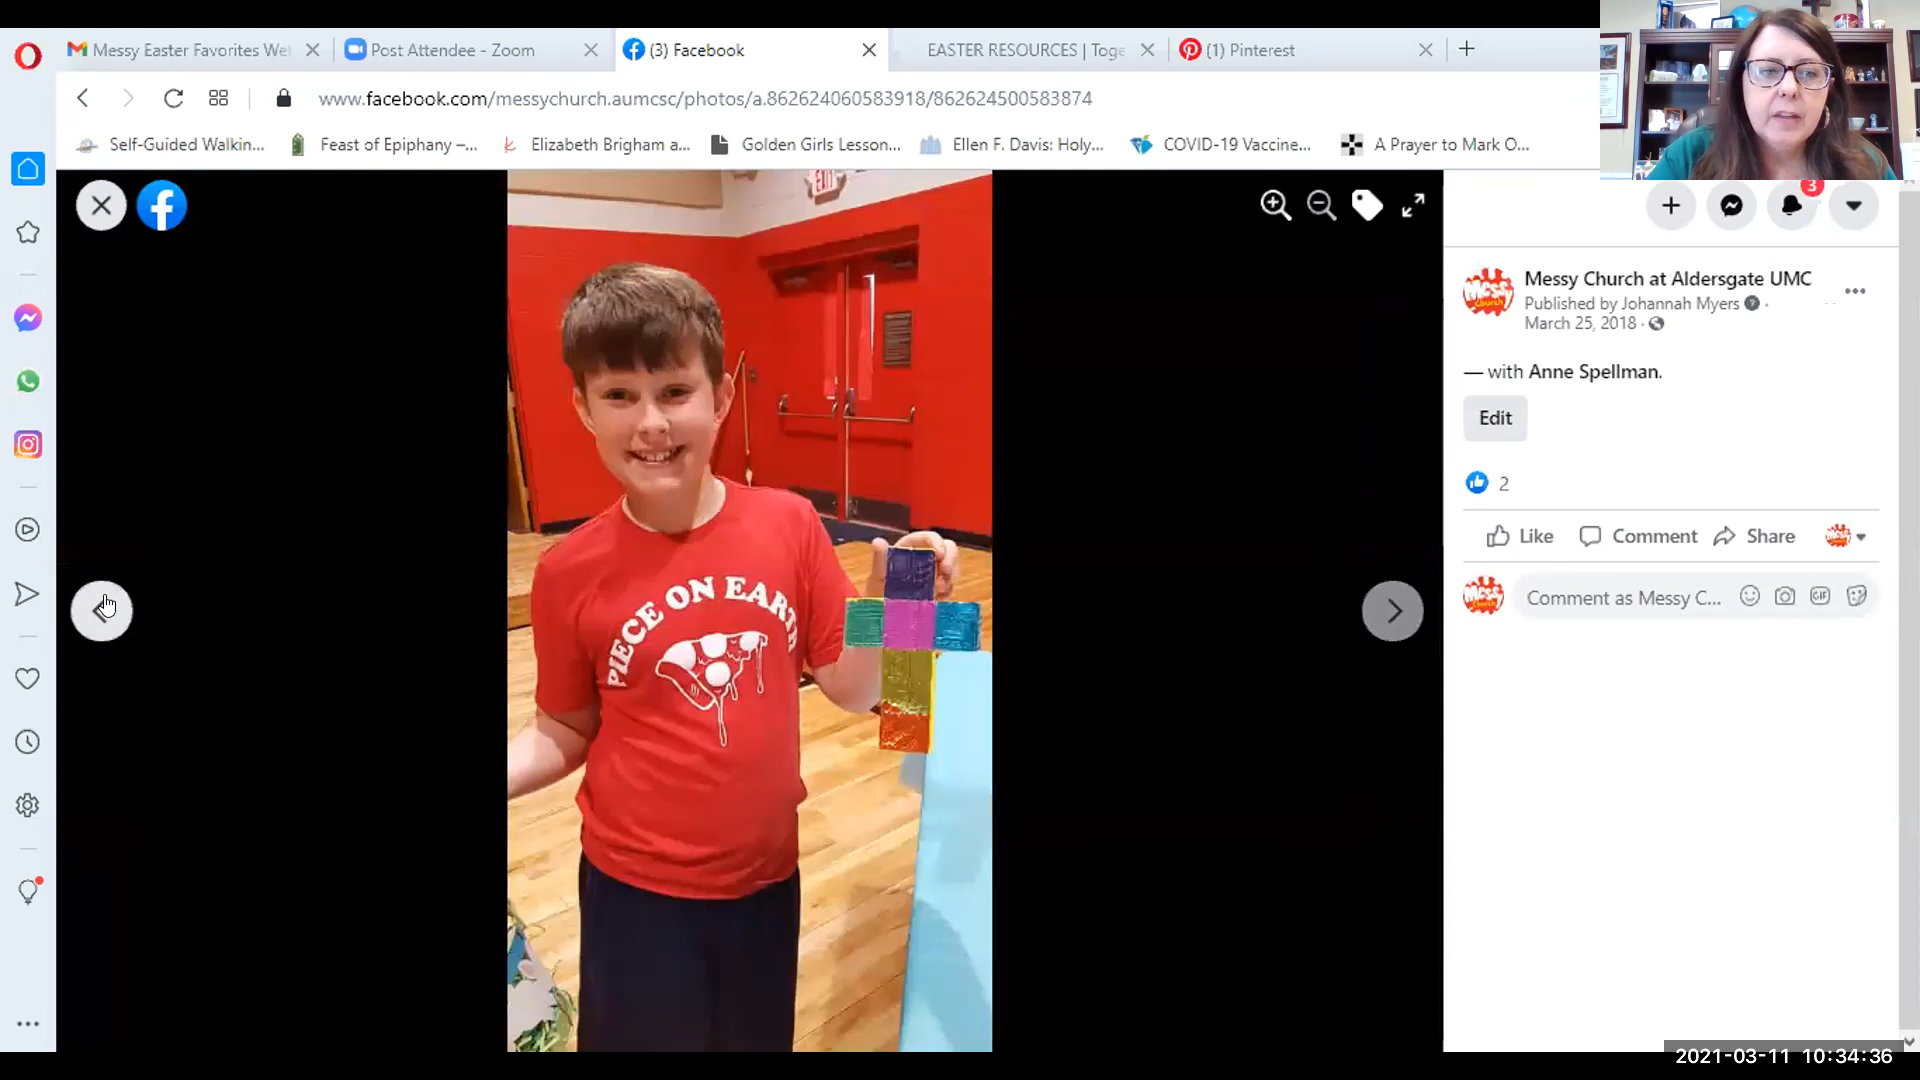 Messy Easter Favorites We
Post Attendee - Zoom
(3) Facebook
EASTER RESOURCES | Toge
(1) Pinterest
www.facebook.com/messychurch.aumcsc/photos/a.862624060583918/862624500583874
Self-Guided Walkin...
Feast of Epiphany –...
Elizabeth Brigham a...
Golden Girls Lesson...
Ellen F. Davis: Holy...
COVID-19 Vaccine...
A Prayer to Mark O...
EXIT
3
Messy Church at Aldersgate UMC
Published by Johannah Myers
March 25, 2018
— with Anne Spellman.
Edit
2
Like
Comment
Share
Comment as Messy C...
GIF
PIECE ON EARTH
Messy Church
2021-03-11 10:34:36